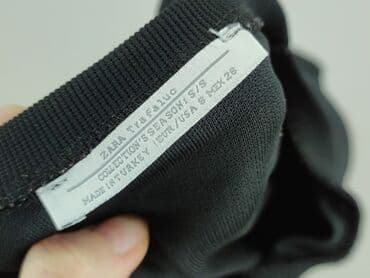 ZARA Trafaluc
COLLECTION'S SEASON|S/S
MADE IN TURKEY |EUR/USA S MEX 26